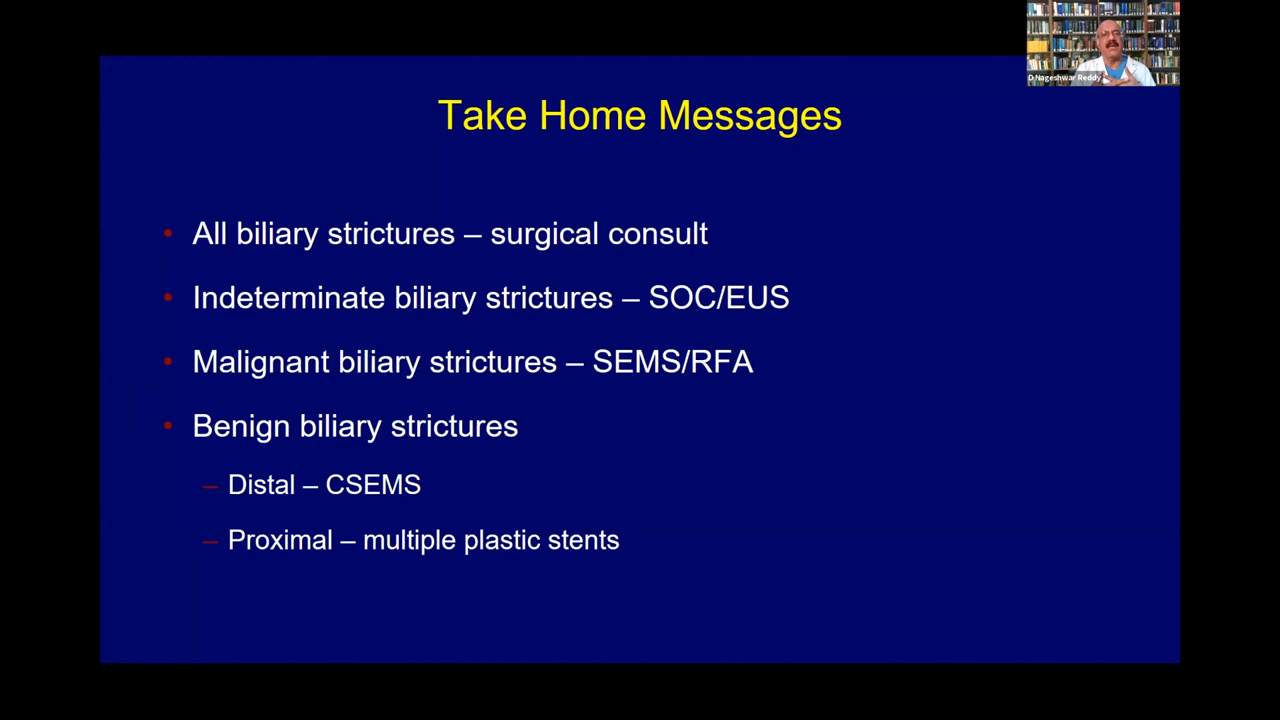 D Nageshwar Reddy
Take Home Messages
• All biliary strictures – surgical consult
• Indeterminate biliary strictures – SOC/EUS
• Malignant biliary strictures – SEMS/RFA
• Benign biliary strictures
– Distal – CSEMS
– Proximal – multiple plastic stents